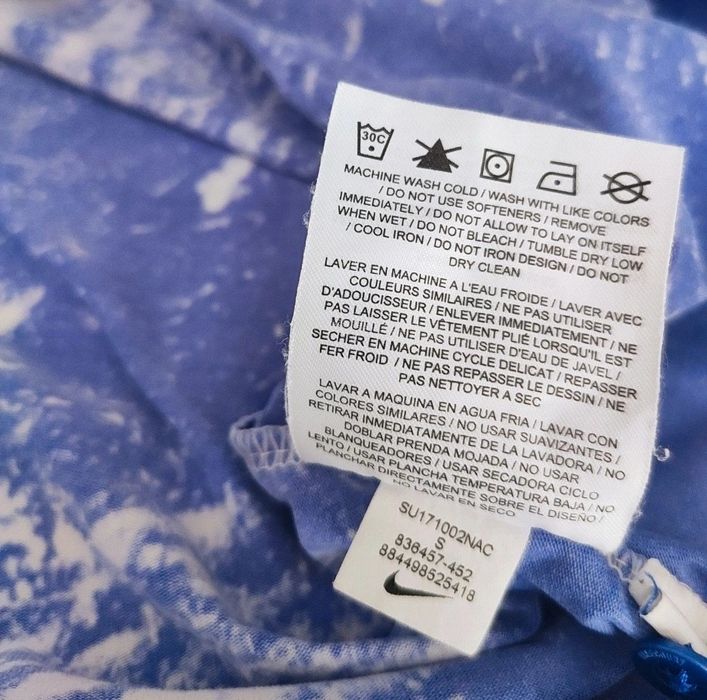 30C
MACHINE WASH COLD / WASH WITH LIKE COLORS
/ DO NOT USE SOFTENERS / REMOVE
IMMEDIATELY / DO NOT ALLOW TO LAY ON ITSELF
WHEN WET / DO NOT BLEACH / TUMBLE DRY LOW
/ COOL IRON / DO NOT IRON DESIGN / DO NOT
DRY CLEAN
LAVER EN MACHINE A L'EAU FROIDE / LAVER AVEC
COULEURS SIMILAIRES / NE PAS UTILISER
D'ADOUCISSEUR / ENLEVER IMMEDIATEMENT / NE
PAS LAISSER LE VÊTEMENT PLIÉ LORSQU'IL EST
MOUILLÉ / NE PAS UTILISER D'EAU DE JAVEL /
SECHER EN MACHINE CYCLE DELICAT / REPASSER
FER FROID / NE PAS REPASSER LE DESSIN / NE
PAS NETTOYER A SEC
LAVAR A MAQUINA EN AGUA FRIA / LAVAR CON
COLORES SIMILARES / NO USAR SUAVIZANTES /
RETIRAR INMEDIATAMENTE DE LA LAVADORA / NO
DOBLAR PRENDA MOJADA / NO USAR
BLANQUEADORES / USAR SECADORA CICLO
LENTO / USAR PLANCHA TEMPERATURA BAJA / NO
PLANCHAR DIRECTAMENTE SOBRE EL DISEÑO /
NO LAVAR EN SECO
SU171002NAC
S
836457-452
884498525418